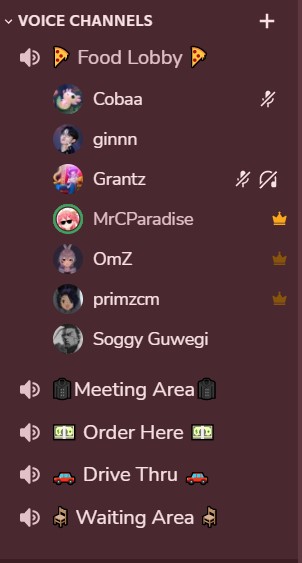 VOICE CHANNELS
🍕 Food Lobby 🍕
Cobaa
ginnn
Grantz
MrCParadise
OmZ
primzcm
Soggy Guwegi
Meeting Area
💵 Order Here 💵
🚗 Drive Thru 🚗
🪑 Waiting Area 🪑